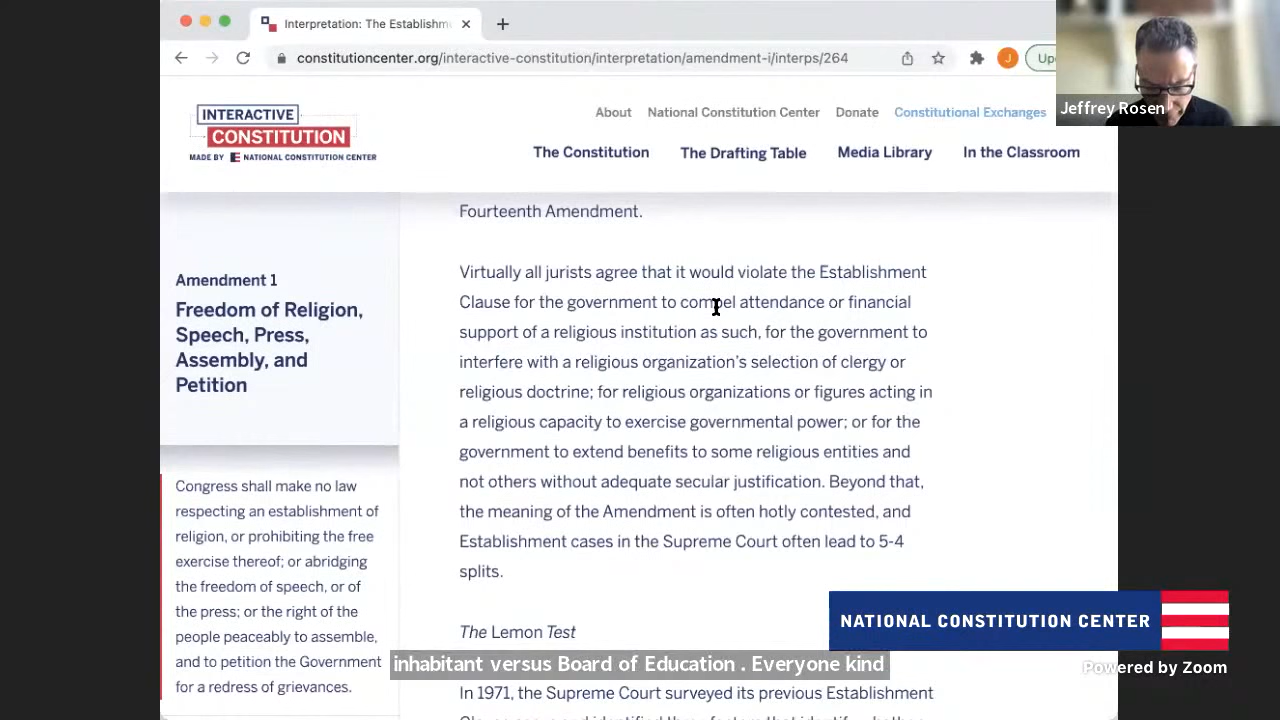 Interpretation: The Establishm
constitutioncenter.org/interactive-constitution/interpretation/amendment-i/interps/264
J
Up
Jeffrey Rosen
INTERACTIVE
CONSTITUTION
MADE BY NATIONAL CONSTITUTION CENTER
About National Constitution Center Donate Constitutional Exchanges
The Constitution The Drafting Table Media Library In the Classroom
Amendment 1
Freedom of Religion,
Speech, Press,
Assembly, and
Petition
Congress shall make no law
respecting an establishment of
religion, or prohibiting the free
exercise thereof; or abridging
the freedom of speech, or of
the press; or the right of the
people peaceably to assemble,
and to petition the Government
for a redress of grievances.
Fourteenth Amendment.
Virtually all jurists agree that it would violate the Establishment
Clause for the government to compel attendance or financial
support of a religious institution as such, for the government to
interfere with a religious organization's selection of clergy or
religious doctrine; for religious organizations or figures acting in
a religious capacity to exercise governmental power; or for the
government to extend benefits to some religious entities and
not others without adequate secular justification. Beyond that,
the meaning of the Amendment is often hotly contested, and
Establishment cases in the Supreme Court often lead to 5-4
splits.
The Lemon Test
In 1971, the Supreme Court surveyed its previous Establishment
NATIONAL CONSTITUTION CENTER
inhabitant versus Board of Education . Everyone kind
Powered by Zoom